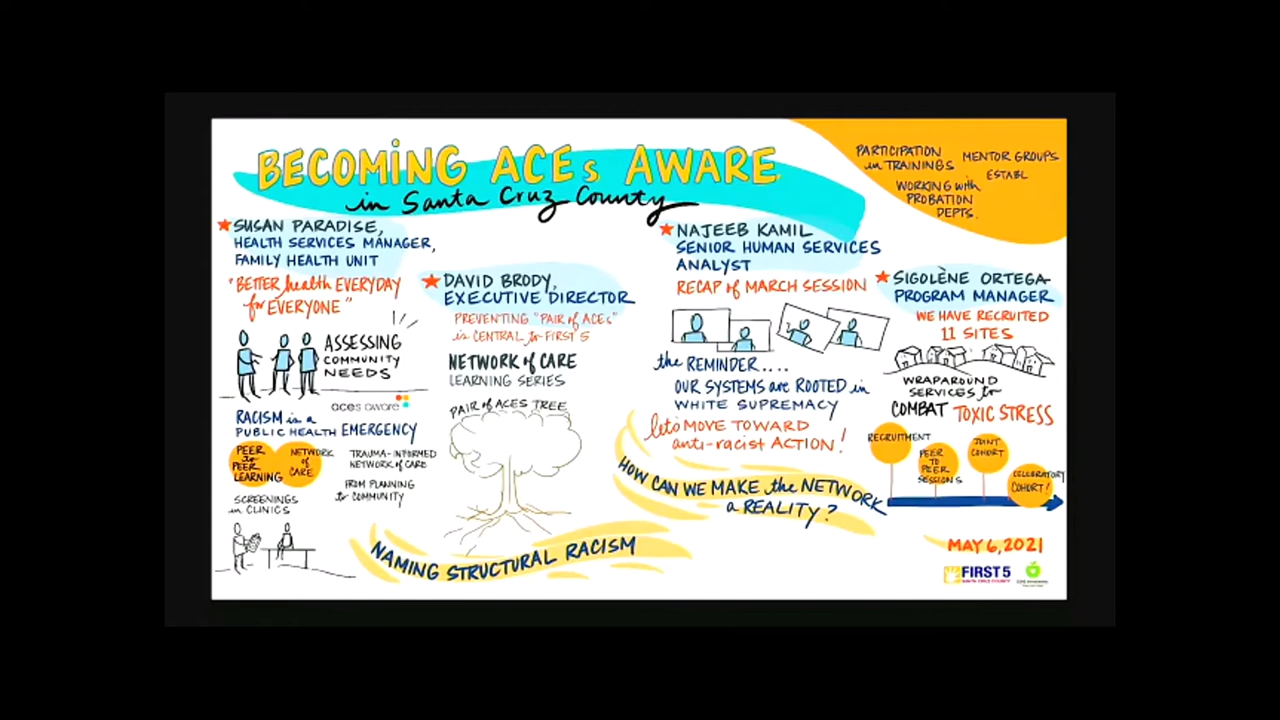 BECOMING ACEs AWARE
in Santa Cruz County
PARTICIPATION
in TRAININGS
MENTOR GROUPS
ESTABL
WORKING with
PROBATION
DEPTS.
SUSAN PARADISE,
HEALTH SERVICES MANAGER,
FAMILY HEALTH UNIT
"BETTER health EVERYDAY
for EVERYONE"
ASSESSING
COMMUNITY
NEEDS
aces aware
RACISM is a
PUBLIC HEALTH EMERGENCY
PEER
to
PEER
LEARNING
NETWORK
of
CARE
TRAUMA-INFORMED
NETWORK of CARE
FROM PLANNING
to COMMUNITY
SCREENINGS
in CLINICS
DAVID BRODY,
EXECUTIVE DIRECTOR
PREVENTING "PAIR of ACEs"
is CENTRAL to FIRST 5
NETWORK of CARE
LEARNING SERIES
PAIR of ACES TREE
NAMING STRUCTURAL RACISM
NAJEEB KAMIL
SENIOR HUMAN SERVICES
ANALYST
RECAP of MARCH SESSION
the REMINDER....
OUR SYSTEMS are ROOTED in
WHITE SUPREMACY
let's MOVE TOWARD
anti-racist ACTION!
HOW CAN WE MAKE the NETWORK
a REALITY?
SIGOLÈNE ORTEGA
PROGRAM MANAGER
WE HAVE RECRUITED
11 SITES
WRAPAROUND
SERVICES to
COMBAT TOXIC STRESS
RECRUITMENT
PEER
TO
PEER
SESSIONS
JOINT
COHORT
CELEBRATORY
COHORT!
MAY 6, 2021
FIRST 5
SANTA CRUZ COUNTY